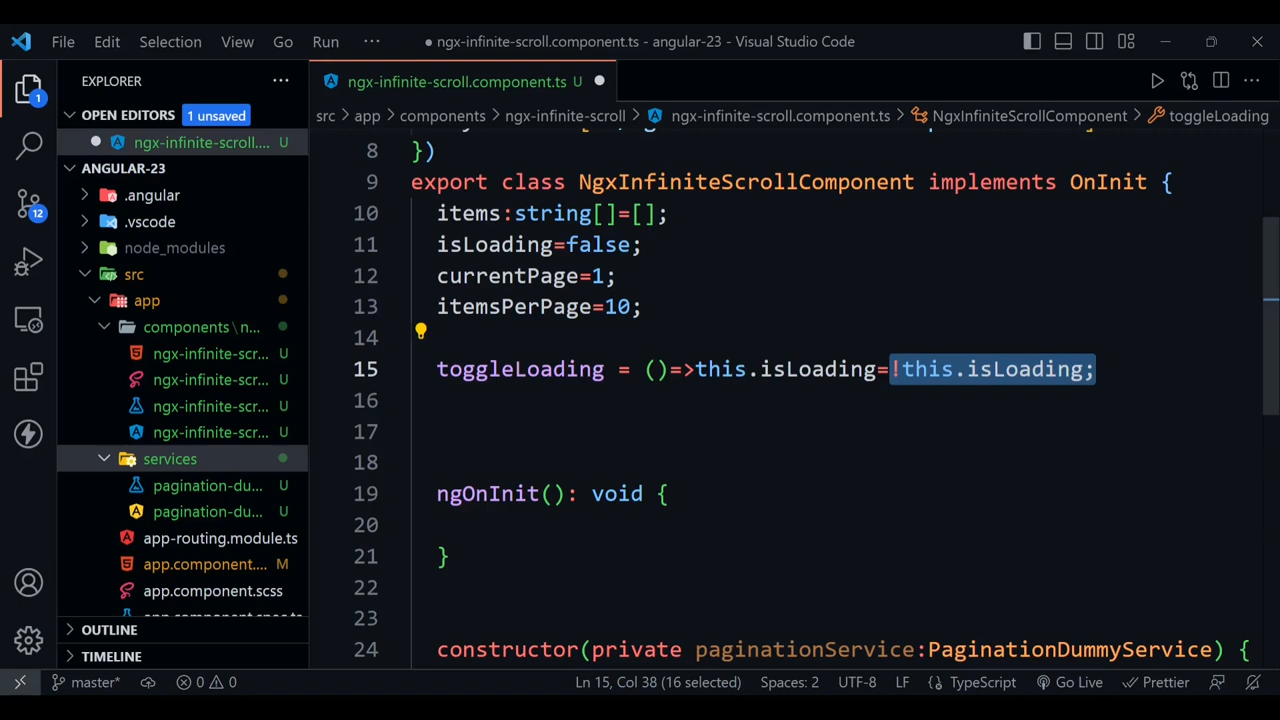 File Edit Selection View Go Run ··· ● ngx-infinite-scroll.component.ts - angular-23 - Visual Studio Code
EXPLORER ···
OPEN EDITORS 1 unsaved
ngx-infinite-scroll.... U
ANGULAR-23
.angular
.vscode
node_modules
src
app
components\n...
ngx-infinite-scr... U
ngx-infinite-scr... U
ngx-infinite-scr... U
ngx-infinite-scr... U
services
pagination-du... U
pagination-du... U
app-routing.module.ts
app.component.... M
app.component.scss
OUTLINE
TIMELINE
1
12
ngx-infinite-scroll.component.ts U
src > app > components > ngx-infinite-scroll > ngx-infinite-scroll.component.ts > NgxInfiniteScrollComponent > toggleLoading
8 })
9 export class NgxInfiniteScrollComponent implements OnInit {
10 items:string[]=[];
11 isLoading=false;
12 currentPage=1;
13 itemsPerPage=10;
14
15 toggleLoading = ()=>this.isLoading=!this.isLoading;
16
17
18
19 ngOnInit(): void {
20
21 }
22
23
24 constructor(private paginationService:PaginationDummyService) {
master* 0 0 Ln 15, Col 38 (16 selected) Spaces: 2 UTF-8 LF TypeScript Go Live Prettier